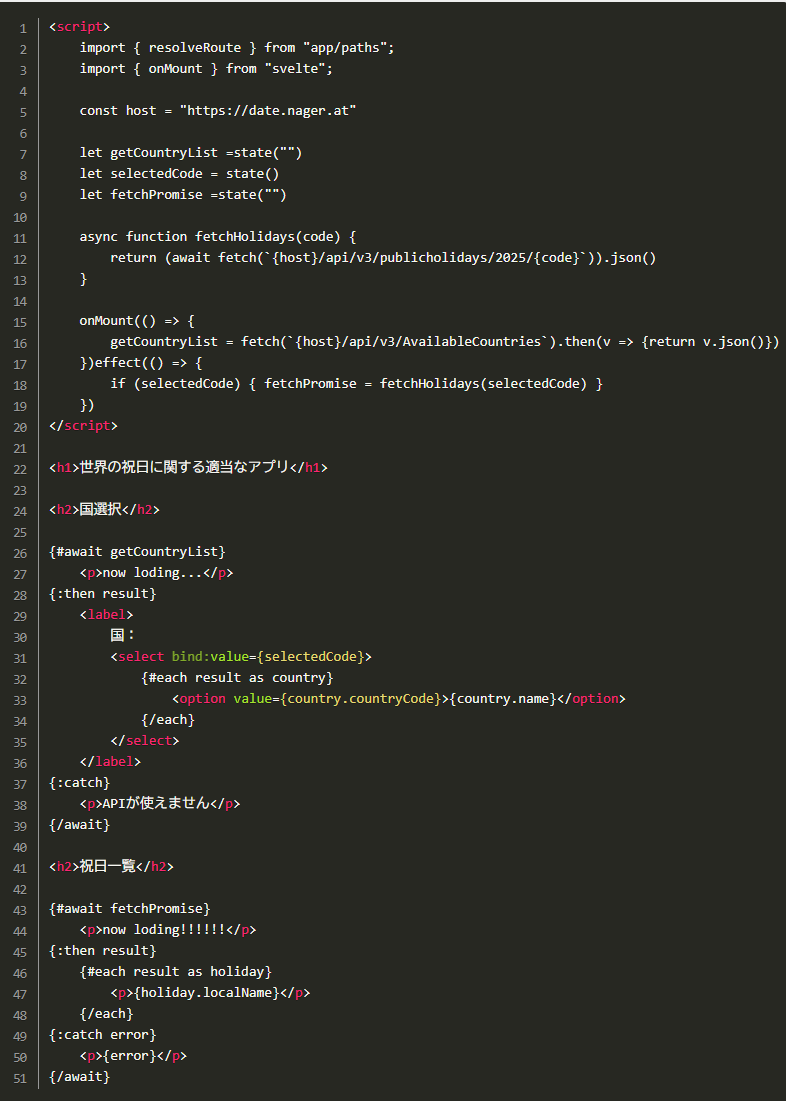 1 <script>
2 import { resolveRoute } from "app/paths";
3 import { onMount } from "svelte";
4
5 const host = "https://date.nager.at"
6
7 let getCountryList =state("")
8 let selectedCode = state()
9 let fetchPromise =state("")
10
11 async function fetchHolidays(code) {
12 return (await fetch(`{host}/api/v3/publicholidays/2025/{code}`)).json()
13 }
14
15 onMount(() => {
16 getCountryList = fetch(`{host}/api/v3/AvailableCountries`).then(v => {return v.json()})
17 })effect(() => {
18 if (selectedCode) { fetchPromise = fetchHolidays(selectedCode) }
19 })
20 </script>
21
22 <h1>世界の祝日に関する適当なアプリ</h1>
23
24 <h2>国選択</h2>
25
26 {#await getCountryList}
27 <p>now loding...</p>
28 {:then result}
29 <label>
30 国：
31 <select bind:value={selectedCode}>
32 {#each result as country}
33 <option value={country.countryCode}>{country.name}</option>
34 {/each}
35 </select>
36 </label>
37 {:catch}
38 <p>APIが使えません</p>
39 {/await}
40
41 <h2>祝日一覧</h2>
42
43 {#await fetchPromise}
44 <p>now loding!!!!!!</p>
45 {:then result}
46 {#each result as holiday}
47 <p>{holiday.localName}</p>
48 {/each}
49 {:catch error}
50 <p>{error}</p>
51 {/await}